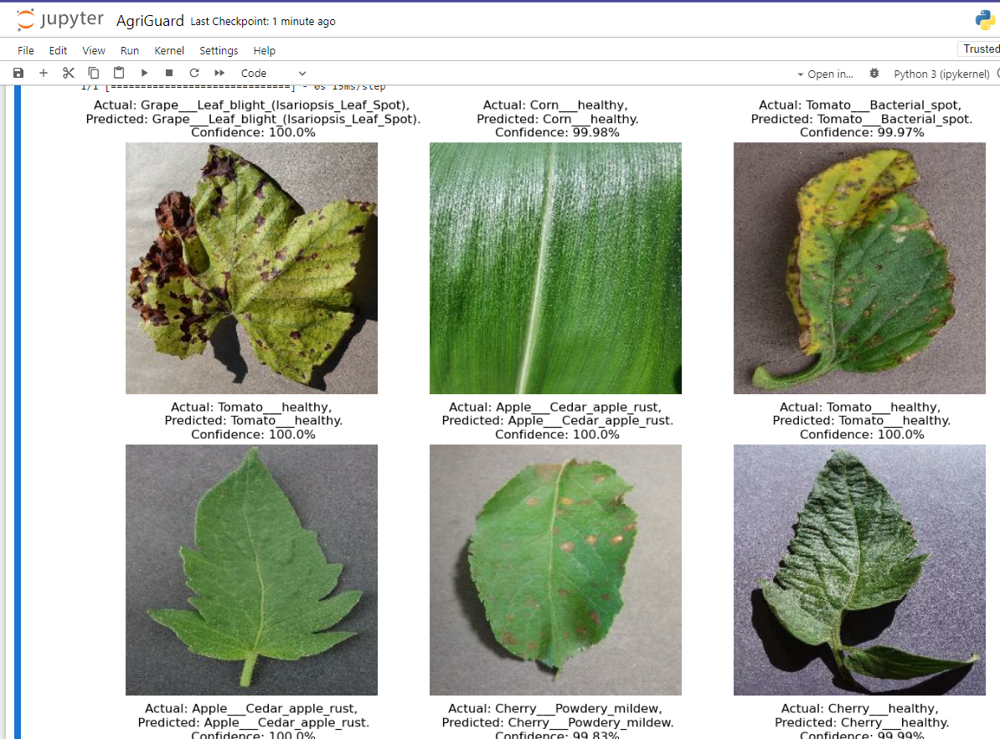 jupyter AgriGuard Last Checkpoint: 1 minute ago
File Edit View Run Kernel Settings Help Trusted
Code Open in... Python 3 (ipykernel)
1/1 [==============================] - 0s 15ms/step
Actual: Grape___Leaf_blight_(Isariopsis_Leaf_Spot),
Predicted: Grape___Leaf_blight_(Isariopsis_Leaf_Spot).
Confidence: 100.0%
Actual: Corn___healthy,
Predicted: Corn___healthy.
Confidence: 99.98%
Actual: Tomato___Bacterial_spot,
Predicted: Tomato___Bacterial_spot.
Confidence: 99.97%
Actual: Tomato___healthy,
Predicted: Tomato___healthy.
Confidence: 100.0%
Actual: Apple___Cedar_apple_rust,
Predicted: Apple___Cedar_apple_rust.
Confidence: 100.0%
Actual: Tomato___healthy,
Predicted: Tomato___healthy.
Confidence: 100.0%
Actual: Apple___Cedar_apple_rust,
Predicted: Apple___Cedar_apple_rust.
Confidence: 100.0%
Actual: Cherry___Powdery_mildew,
Predicted: Cherry___Powdery_mildew.
Confidence: 99.83%
Actual: Cherry___healthy,
Predicted: Cherry___healthy.
Confidence: 99.99%